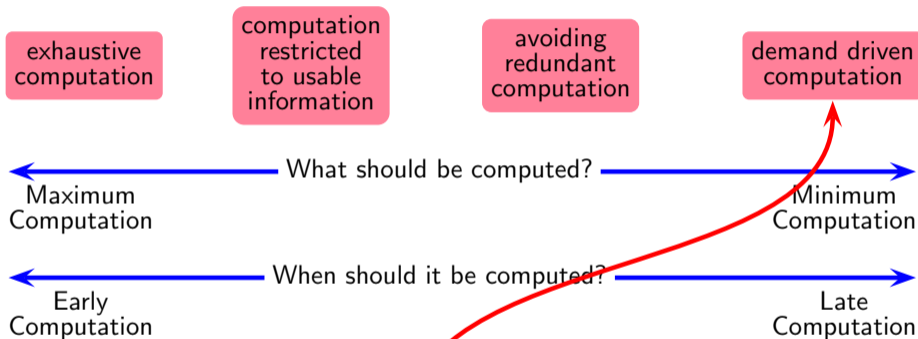 exhaustive
computation
computation
restricted
to usable
information
avoiding
redundant
computation
demand driven
computation
What should be computed?
Maximum
Computation
Minimum
Computation
When should it be computed?
Early
Computation
Late
Computation